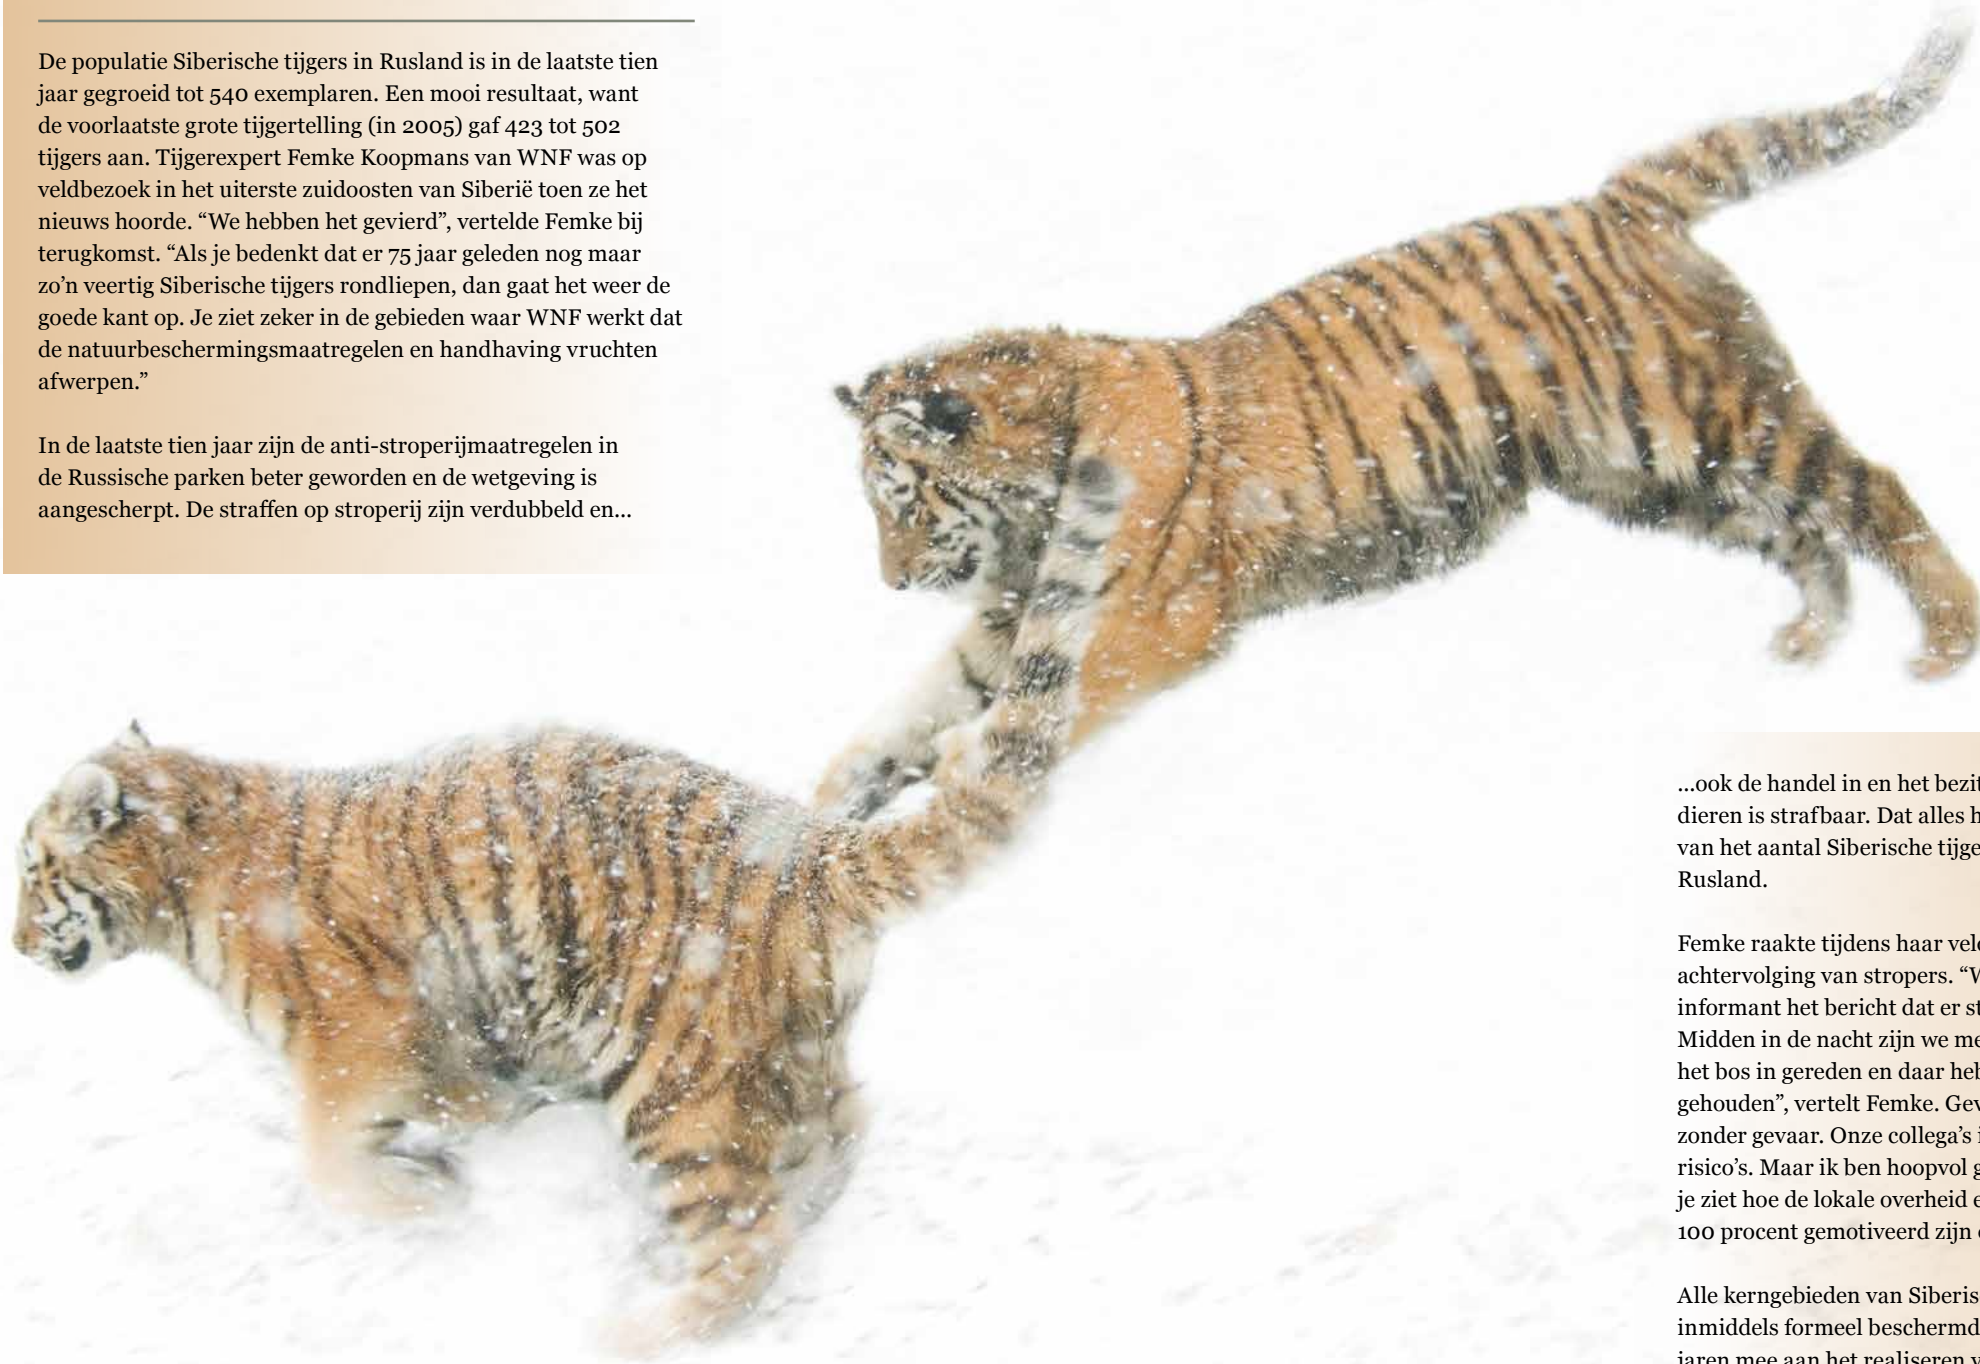 De populatie Siberische tijgers in Rusland is in de laatste tien
jaar gegroeid tot 540 exemplaren. Een mooi resultaat, want
de voorlaatste grote tijgertelling (in 2005) gaf 423 tot 502
tijgers aan. Tijgerexpert Femke Koopmans van WNF was op
veldbezoek in het uiterste zuidoosten van Siberië toen ze het
nieuws hoorde. “We hebben het gevierd”, vertelde Femke bij
terugkomst. “Als je bedenkt dat er 75 jaar geleden nog maar
zo’n veertig Siberische tijgers rondliepen, dan gaat het weer de
goede kant op. Je ziet zeker in de gebieden waar WNF werkt dat
de natuurbeschermingsmaatregelen en handhaving vruchten
afwerpen.”
In de laatste tien jaar zijn de anti-stroperijmaatregelen in
de Russische parken beter geworden en de wetgeving is
aangescherpt. De straffen op stroperij zijn verdubbeld en...
...ook de handel in en het bezit
dieren is strafbaar. Dat alles
van het aantal Siberische
Rusland.
Femke raakte tijdens haar
achtervolging van stropers.
informant het bericht dat er
Midden in de nacht zijn we
het bos in gereden en daar
gehouden”, vertelt Femke.
zonder gevaar. Onze collega’s
risico’s. Maar ik ben hoopvol
je ziet hoe de lokale overheid
100 procent gemotiveerd zijn
Alle kerngebieden van
inmiddels formeel beschermd
jaren mee aan het realiseren